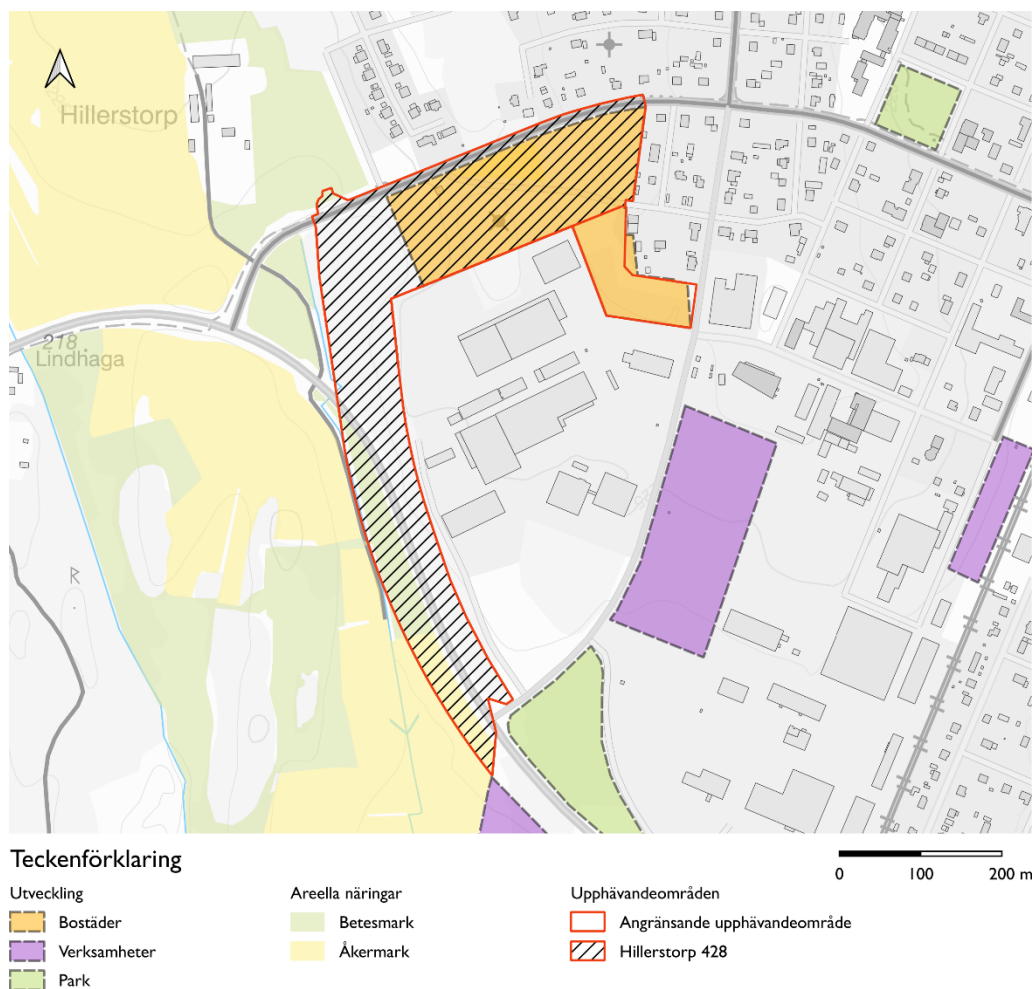 Hillerstorp
218
Lindhaga
R
Teckenförklaring
0 100 200 m
Utveckling
Bostäder
Verksamheter
Park
Areella näringar
Betesmark
Åkermark
Upphävandeområden
Angränsande upphävandeområde
Hillerstorp 428